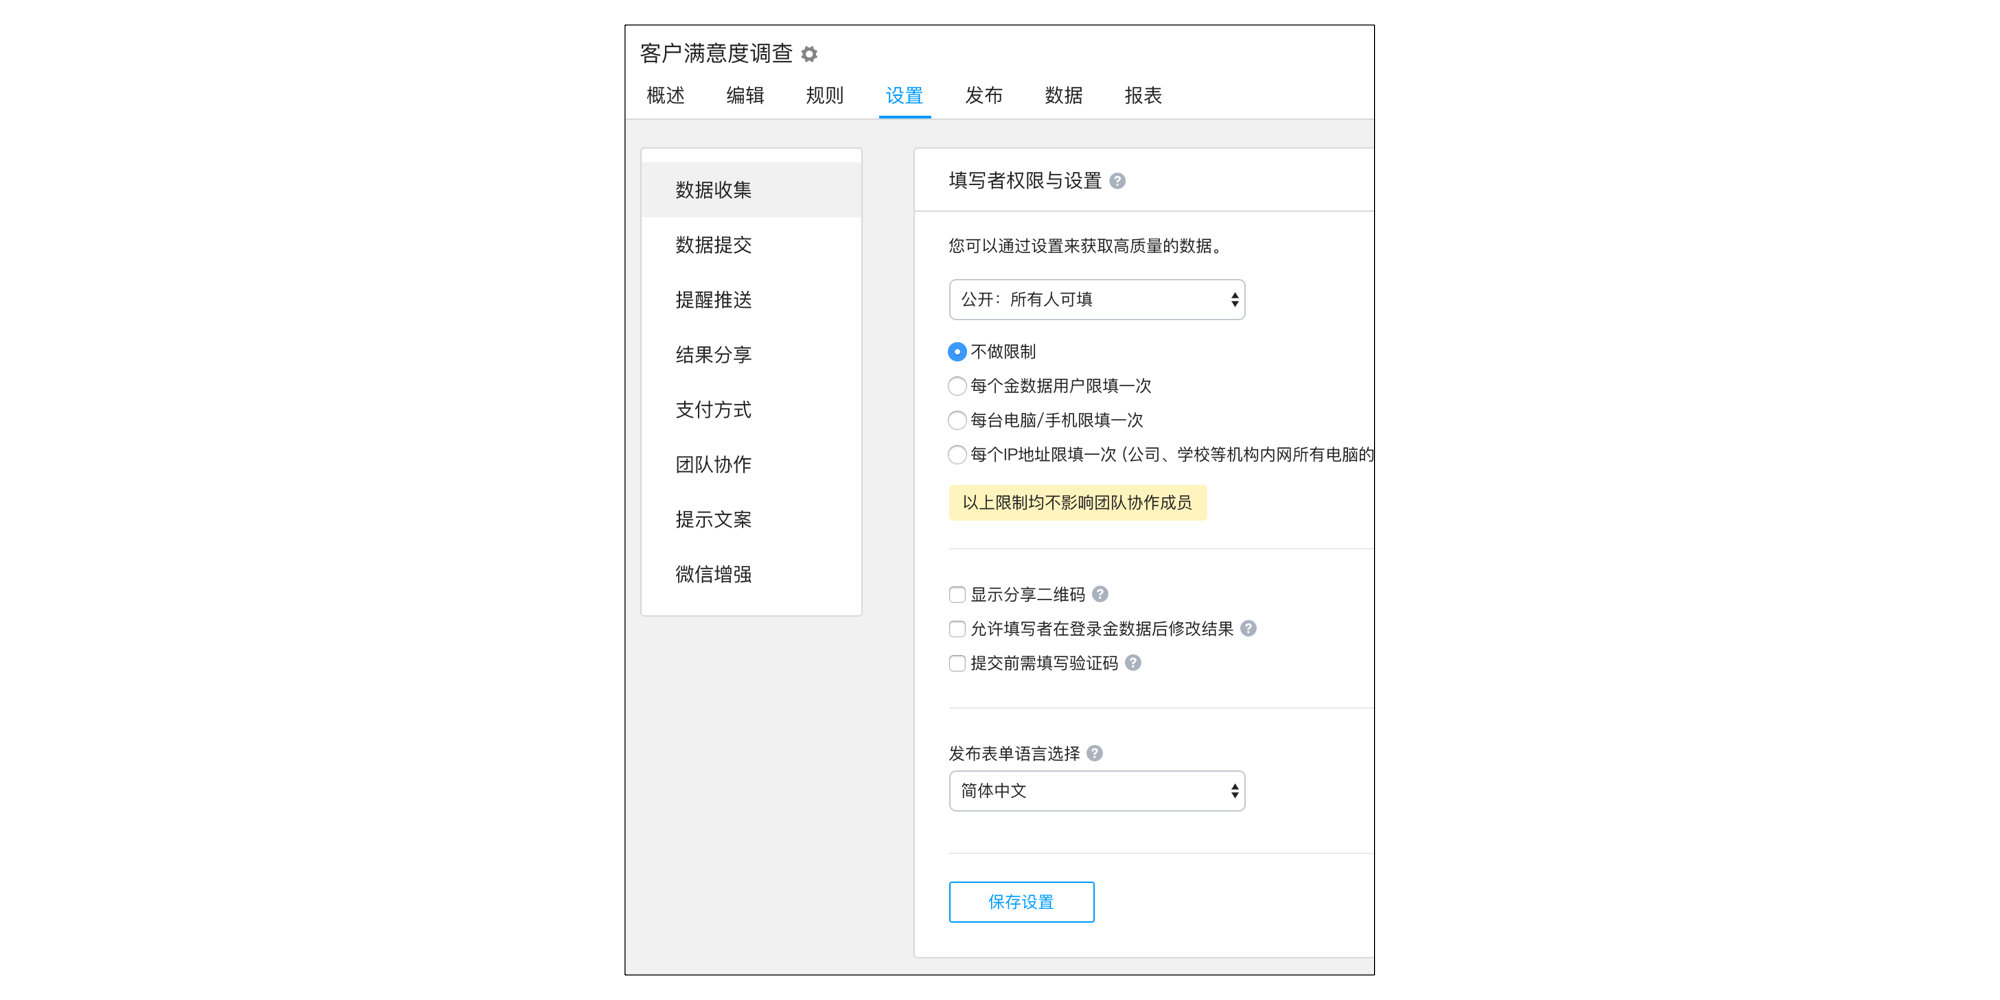 客户满意度调查
概述 编辑 规则 设置 发布 数据 报表
数据收集
数据提交
提醒推送
结果分享
支付方式
团队协作
提示文案
微信增强
填写者权限与设置
您可以通过设置来获取高质量的数据。
公开：所有人可填
不做限制
每个金数据用户限填一次
每台电脑/手机限填一次
每个IP地址限填一次（公司、学校等机构内网所有电脑的
以上限制均不影响团队协作成员
显示分享二维码
允许填写者在登录金数据后修改结果
提交前需填写验证码
发布表单语言选择
简体中文
保存设置